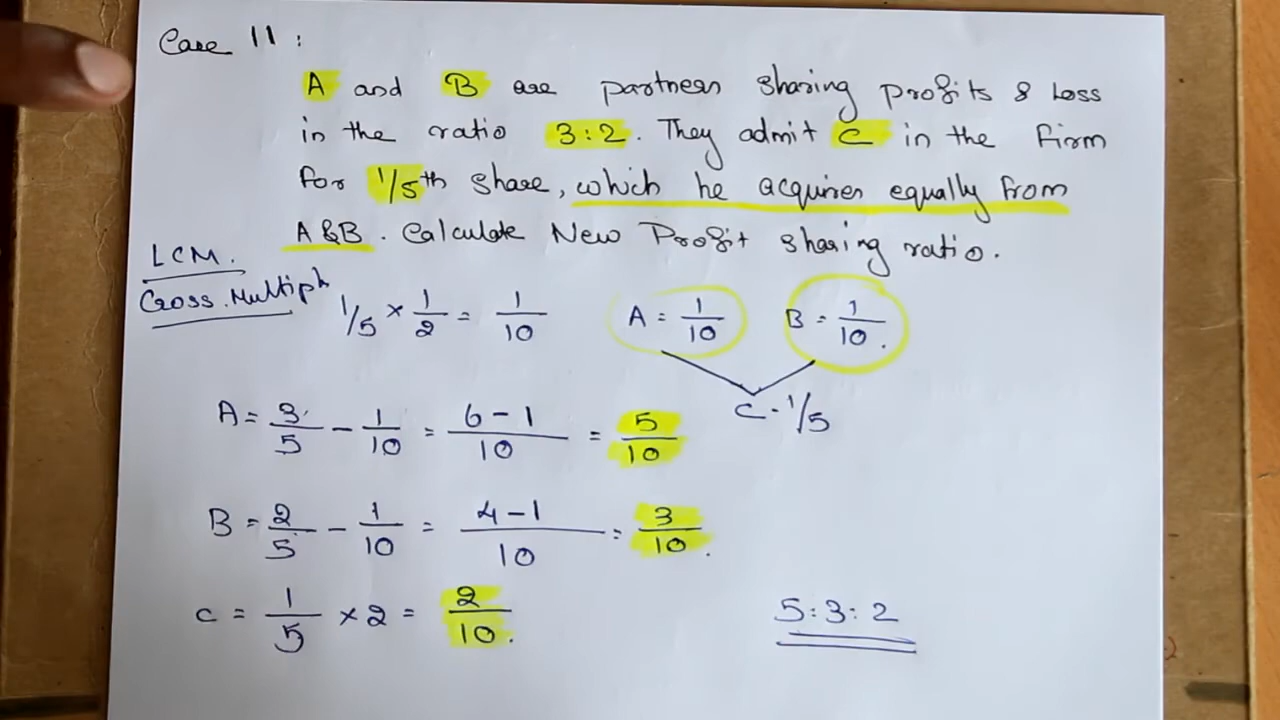 Case 11 :
A and B are partners sharing profits & Loss
in the ratio 3:2. They admit C in the firm
for 1/5th share, which he acquires equally from
A & B. Calculate New Profit sharing ratio.
LCM.
Cross. Multiply
1/5 × 1/2 = 1/10 A = 1/10 B = 1/10.
C - 1/5
A = 3/5 - 1/10 = 6-1/10 = 5/10
B = 2/5 - 1/10 = 4-1/10 = 3/10.
C = 1/5 × 2 = 2/10.
5:3:2